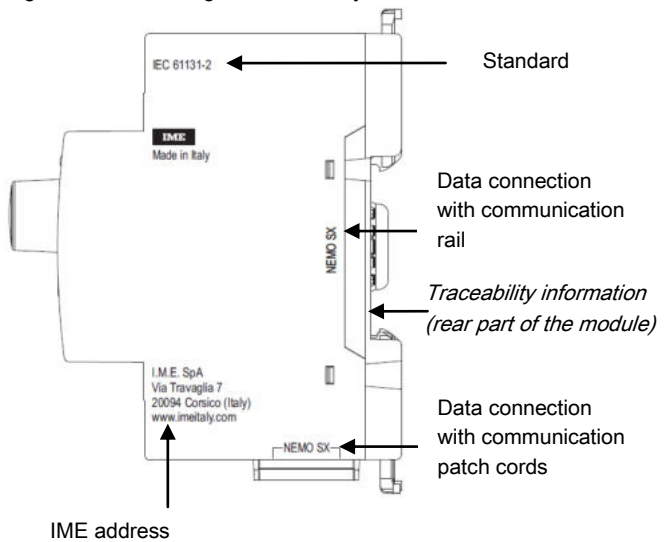 IEC 61131-2
Standard
IME
Made in Italy
Data connection
with communication
rail
NEMO SX
Traceability information
(rear part of the module)
I.M.E. SpA
Via Travaglia 7
20094 Corsico (Italy)
www.imeitaly.com
Data connection
with communication
patch cords
NEMO SX
IME address